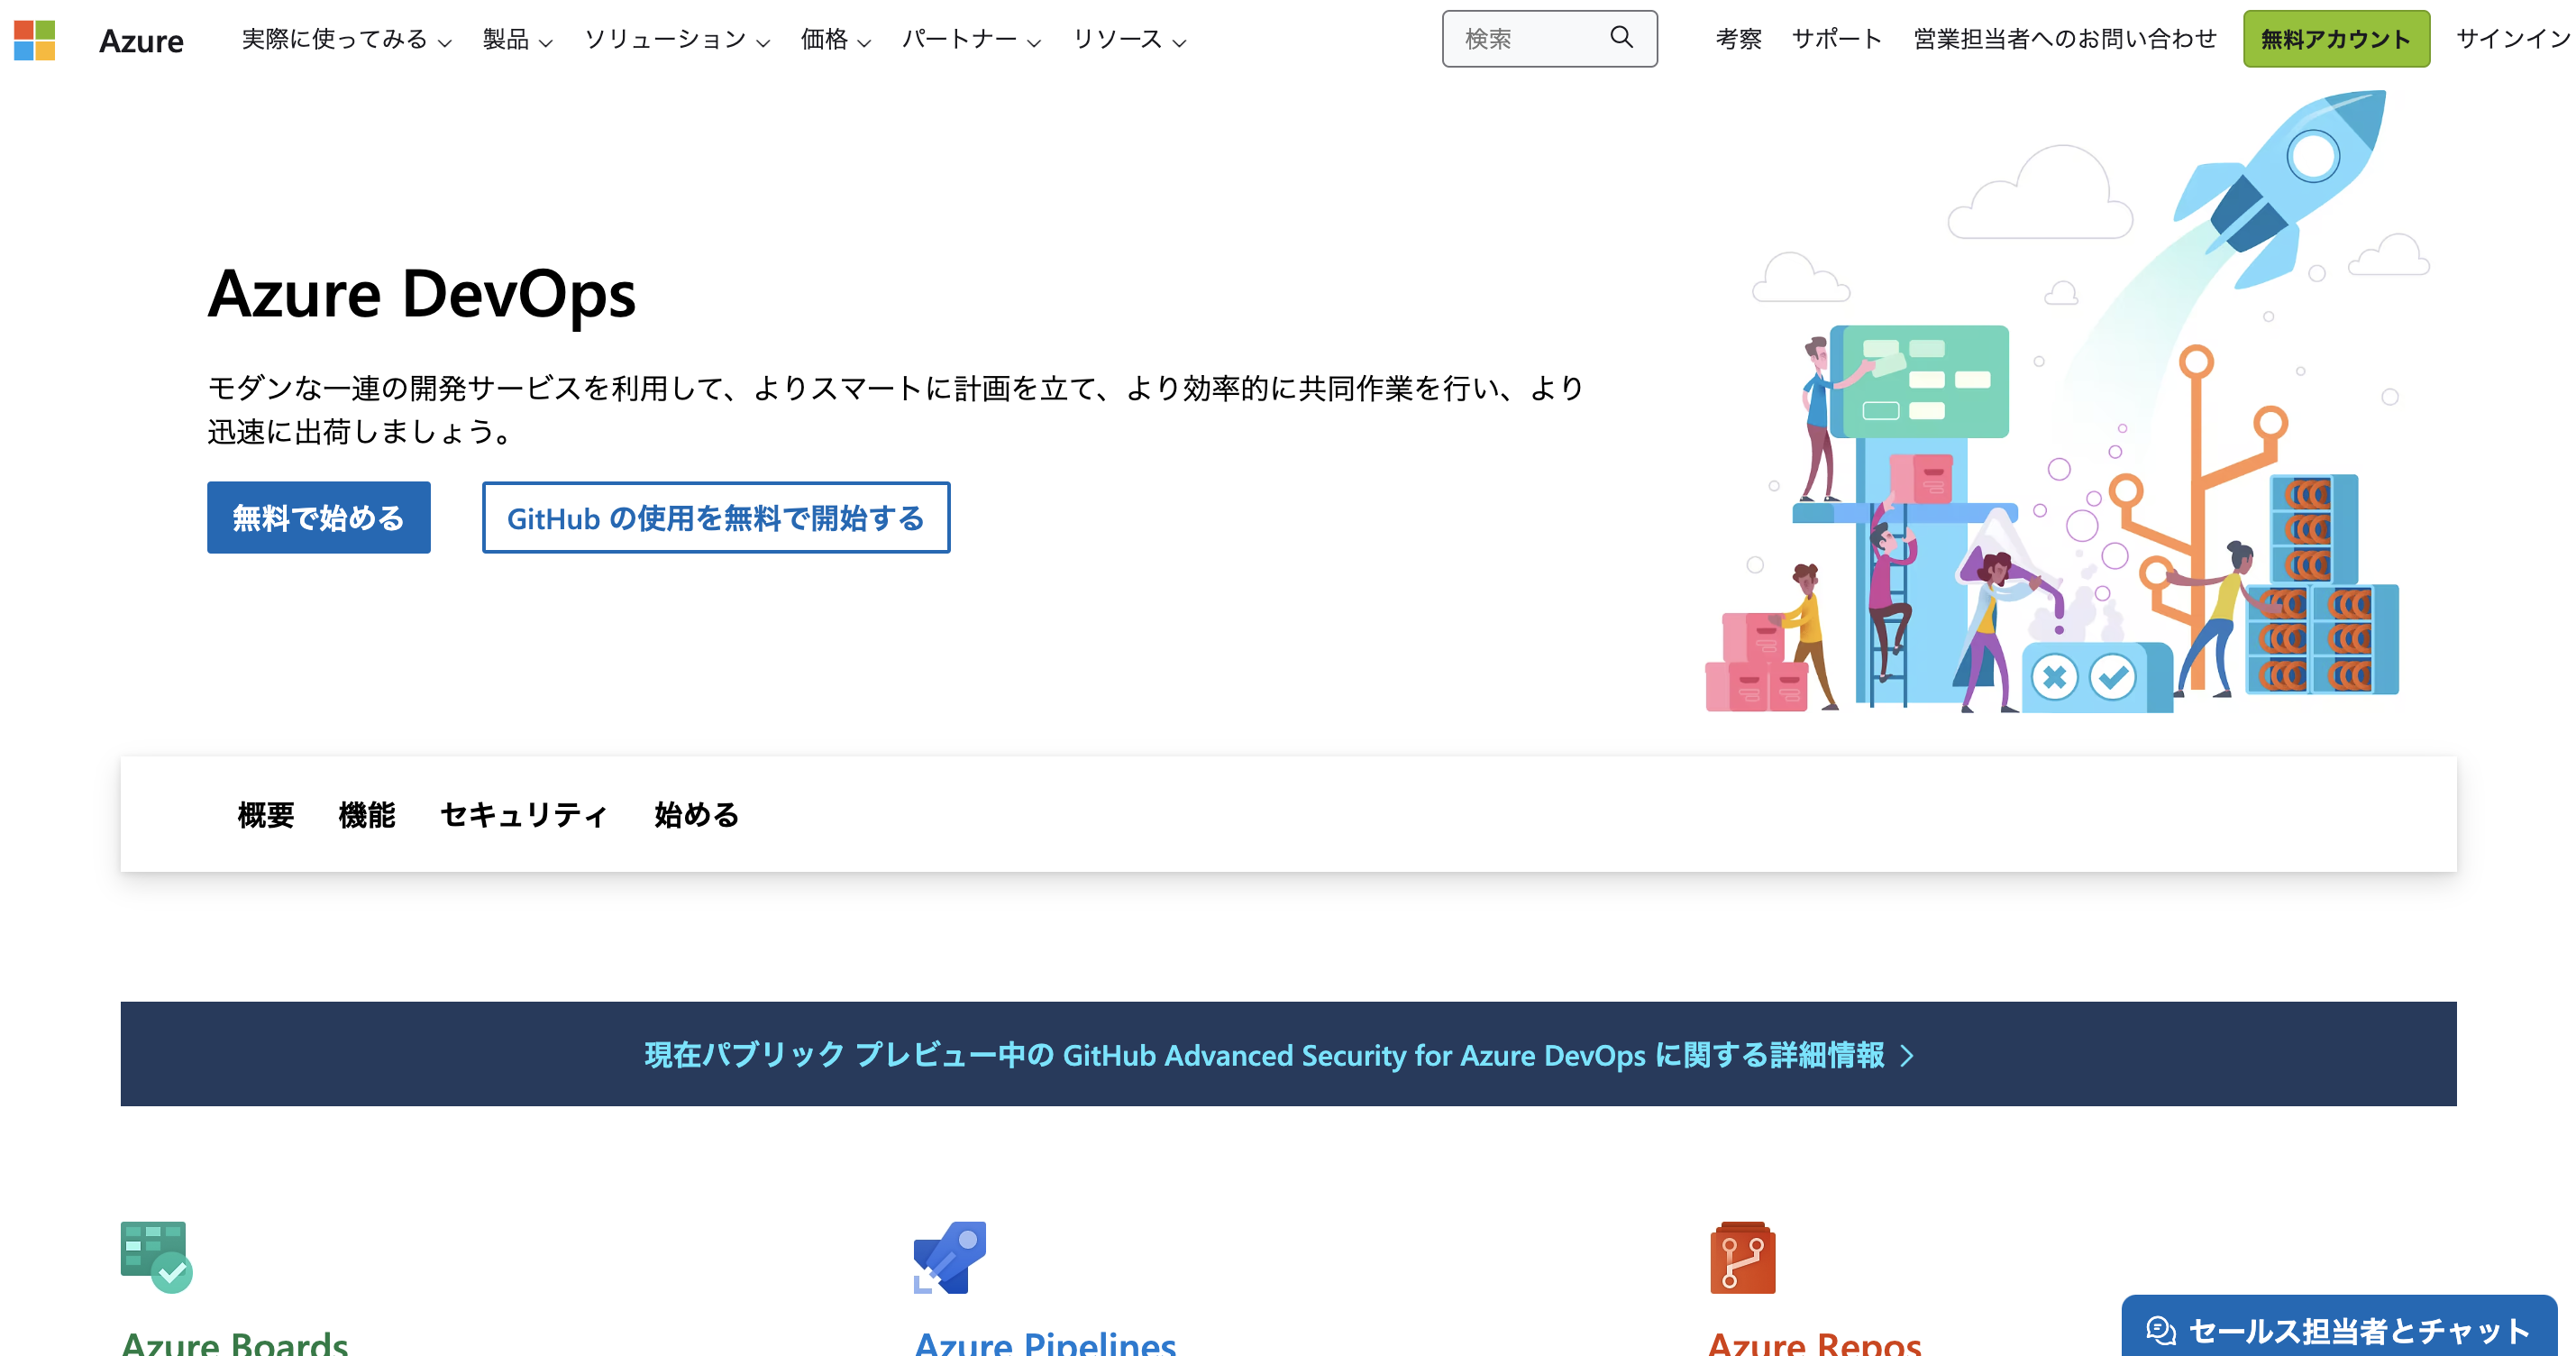 Azure 実際に使ってみる 製品 ソリューション 価格 パートナー リソース 検索 考察 サポート 営業担当者へのお問い合わせ 無料アカウント サインイン
Azure DevOps
モダンな一連の開発サービスを利用して、よりスマートに計画を立て、より効率的に共同作業を行い、より
迅速に出荷しましょう。
無料で始める GitHub の使用を無料で開始する
概要 機能 セキュリティ 始める
現在パブリック プレビュー中の GitHub Advanced Security for Azure DevOps に関する詳細情報
Azure Boards Azure Pipelines Azure Repos
セールス担当者とチャット